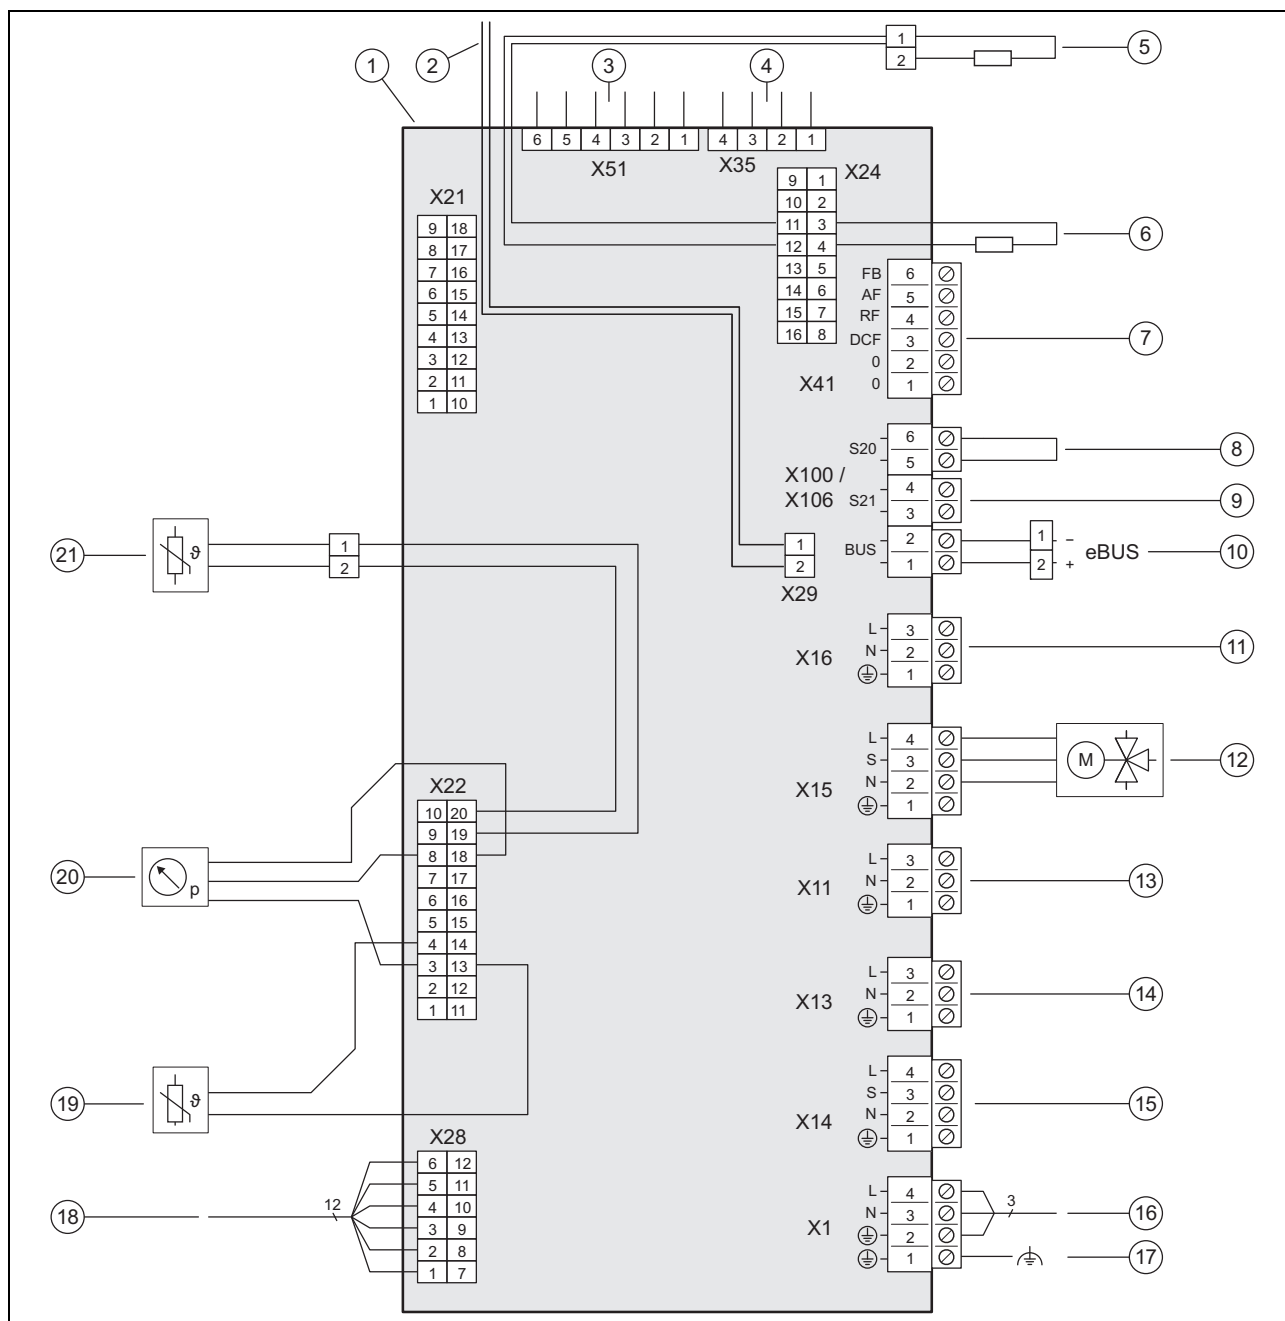 1
2
3
4
1
2
5
6 5 4 3 2 1
4 3 2 1
X51
X35
X24
9 1
10 2
11 3
12 4
13 5
14 6
15 7
16 8
6
X21
9 18
8 17
7 16
6 15
5 14
4 13
3 12
2 11
1 10
FB 6
AF 5
RF 4
DCF 3
0 2
0 1
X41
7
S20
6
5
8
X100 /
X106
S21
4
3
9
BUS
2
1
1 –
2 +
eBUS
10
1
2
X29
21
ϑ
1
2
X16
L 3
N 2
1
11
X15
L 4
S 3
N 2
1
M
12
X22
10 20
9 19
8 18
7 17
6 16
5 15
4 14
3 13
2 12
1 11
20
p
X11
L 3
N 2
1
13
X13
L 3
N 2
1
14
19
ϑ
X14
L 4
S 3
N 2
1
15
X28
6 12
5 11
4 10
3 9
2 8
1 7
18
12
X1
L 4
N 3
2
1
3
16
17